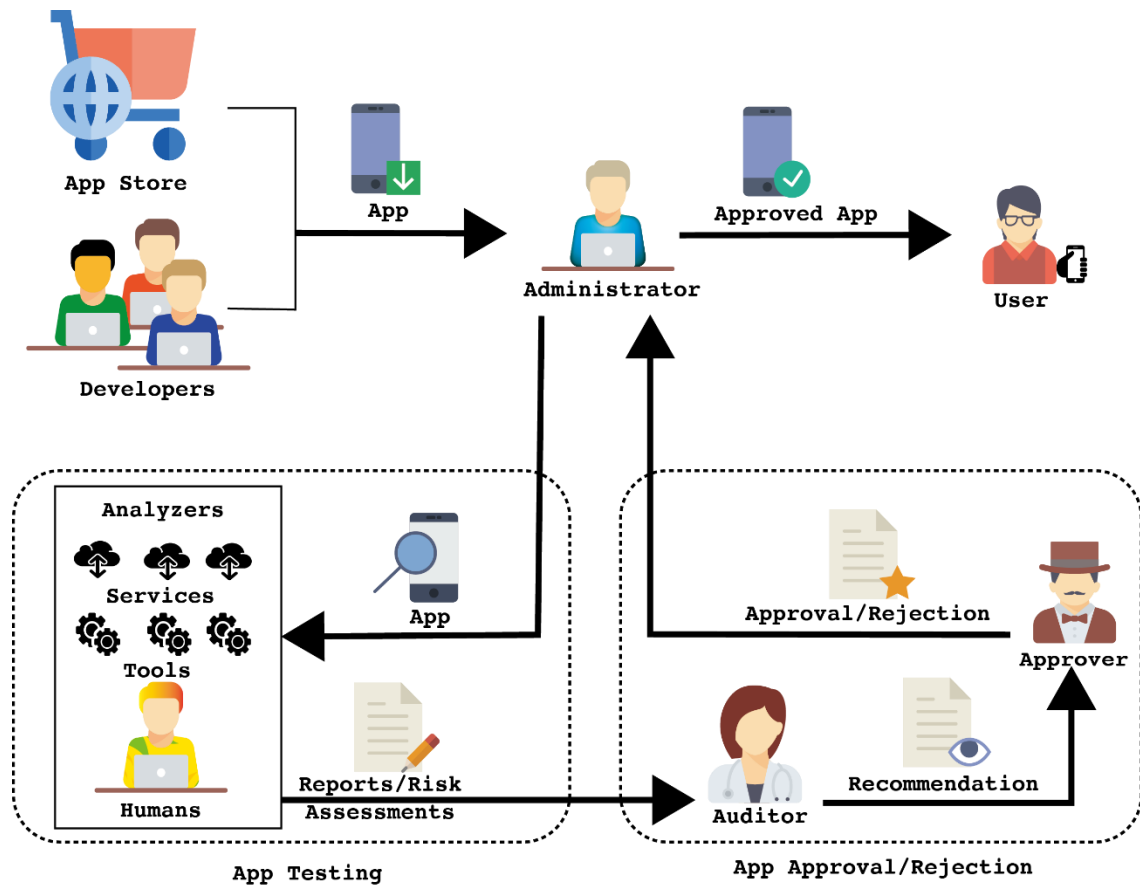 App Store
App
Approved App
Administrator
User
Developers
Analyzers
Services
Tools
Humans
App
Reports/Risk
Assessments
Approval/Rejection
Approver
Recommendation
Auditor
App Testing
App Approval/Rejection